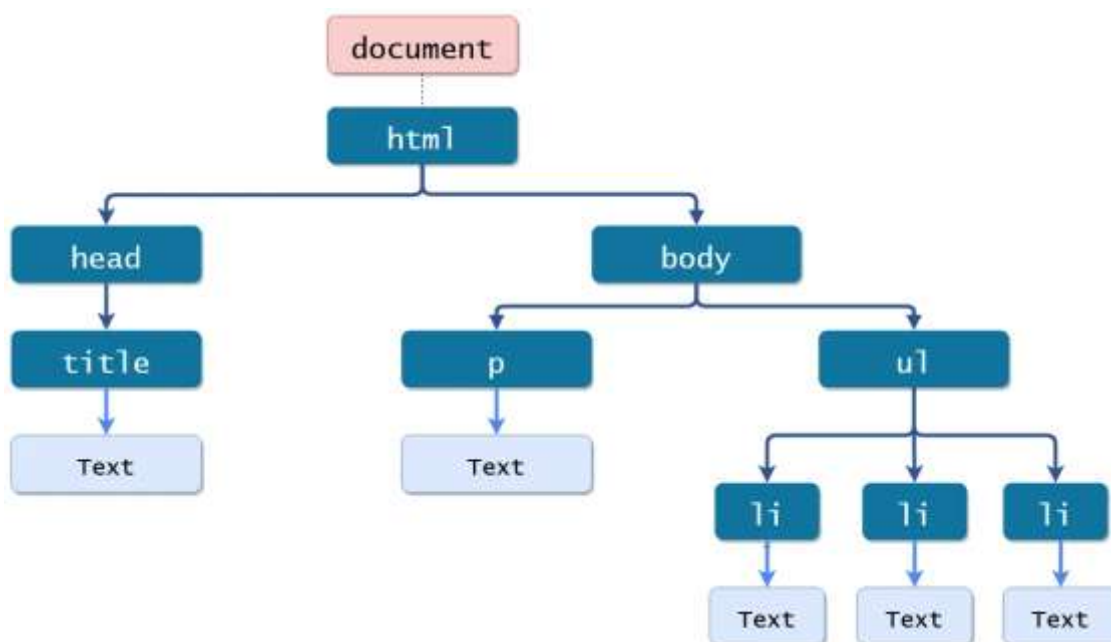 document
html
head
body
title
p
ul
Text
Text
li
li
li
Text
Text
Text